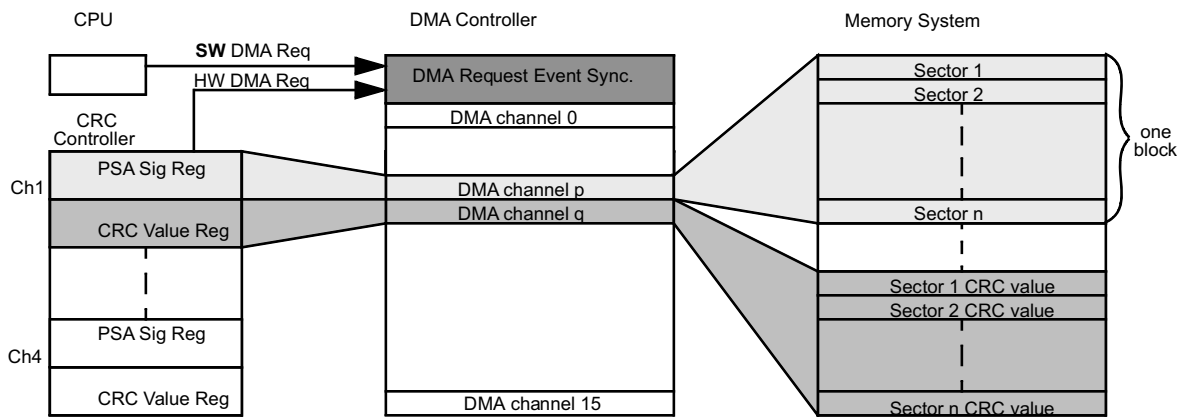 CPU
DMA Controller
Memory System
SW DMA Req
HW DMA Req
DMA Request Event Sync.
DMA channel 0
CRC
Controller
Ch1
PSA Sig Reg
CRC Value Reg
DMA channel p
DMA channel q
Sector 1
Sector 2
Sector n
one
block
Sector 1 CRC value
Sector 2 CRC value
Ch4
PSA Sig Reg
CRC Value Reg
DMA channel 15
Sector n CRC value